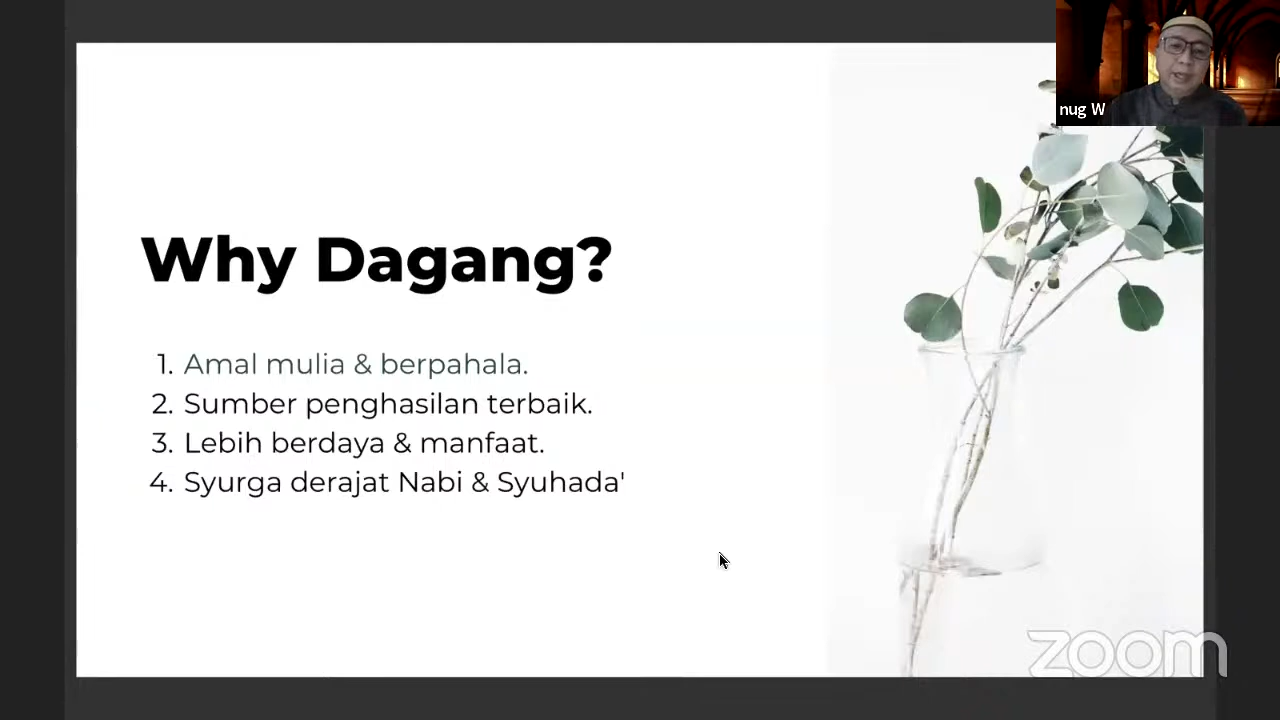 nug W
Why Dagang?
1. Amal mulia & berpahala.
2. Sumber penghasilan terbaik.
3. Lebih berdaya & manfaat.
4. Syurga derajat Nabi & Syuhada'
zoom